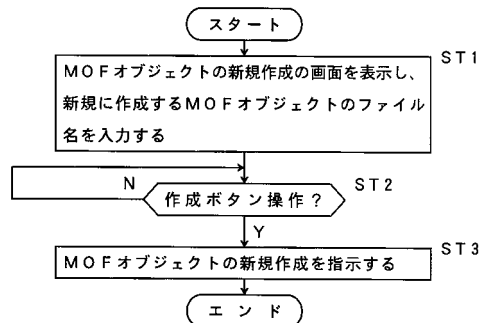 スタート
ST1
MOFオブジェクトの新規作成の画面を表示し、
新規に作成するMOFオブジェクトのファイル
名を入力する
N
作成ボタン操作？
ST2
Y
ST3
MOFオブジェクトの新規作成を指示する
エンド